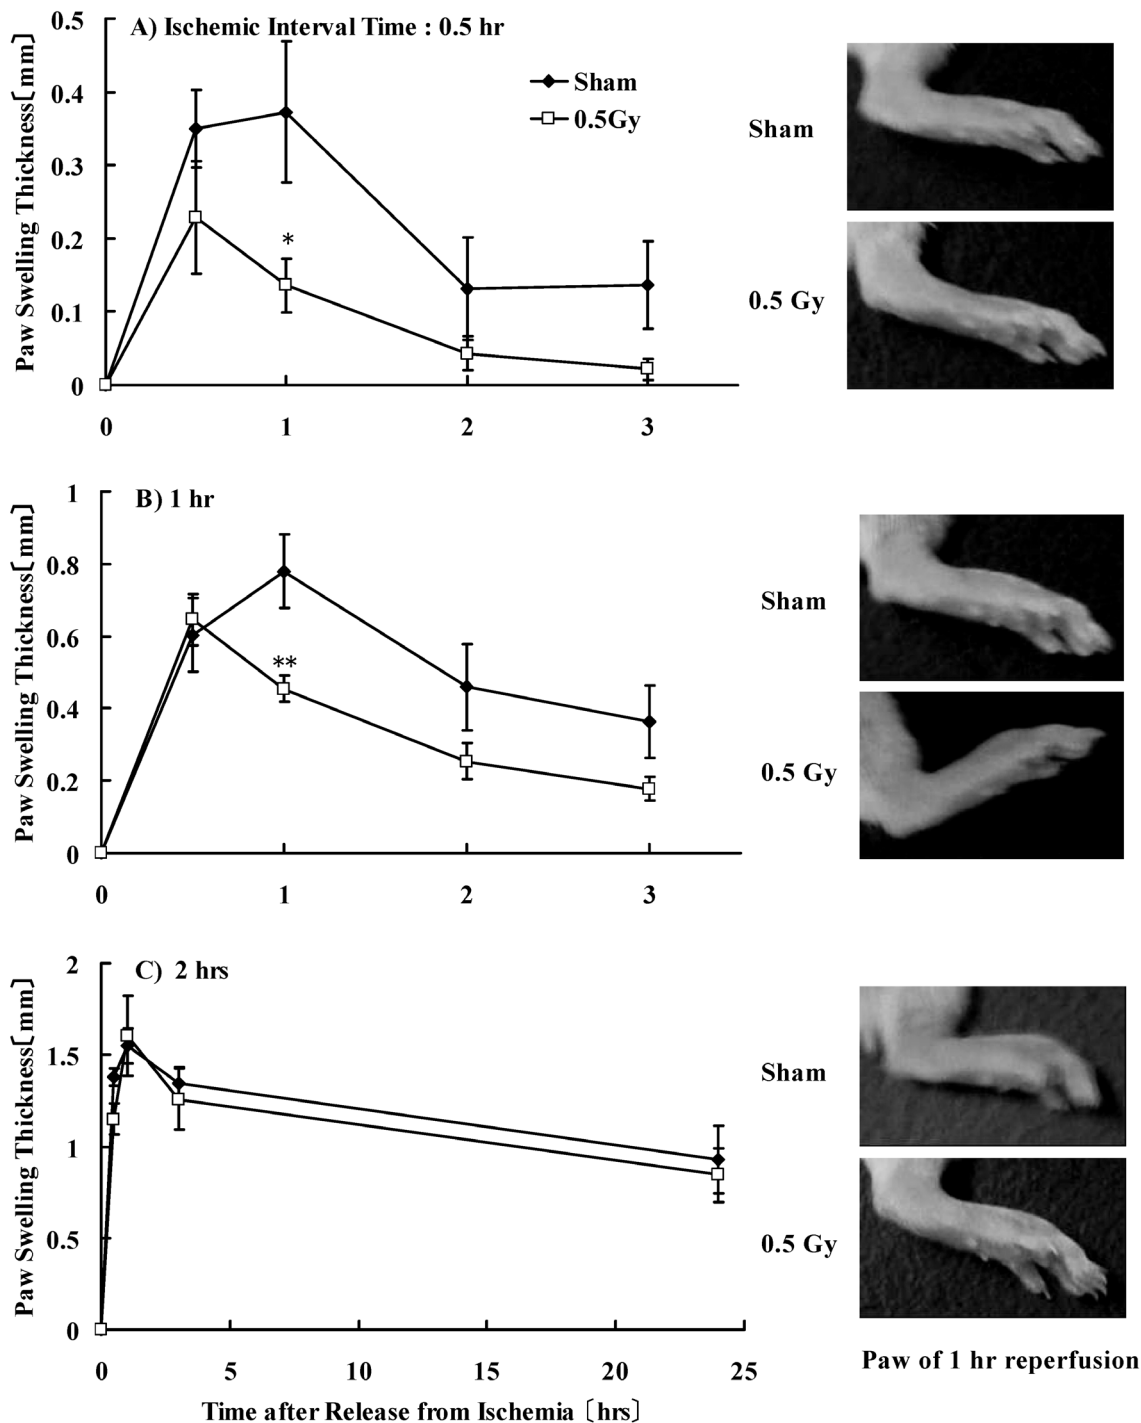 A) Ischemic Interval Time : 0.5 hr
Paw Swelling Thickness〔mm〕
0.5
0.4
0.3
0.2
0.1
0
0 1 2 3
Sham
0.5Gy
*
Sham
0.5 Gy
B) 1 hr
Paw Swelling Thickness〔mm〕
1
0.8
0.6
0.4
0.2
0
0 1 2 3
**
Sham
0.5 Gy
C) 2 hrs
Paw Swelling Thickness〔mm〕
2
1.5
1
0.5
0
0 5 10 15 20 25
Time after Release from Ischemia〔hrs〕
Sham
0.5 Gy
Paw of 1 hr reperfusion